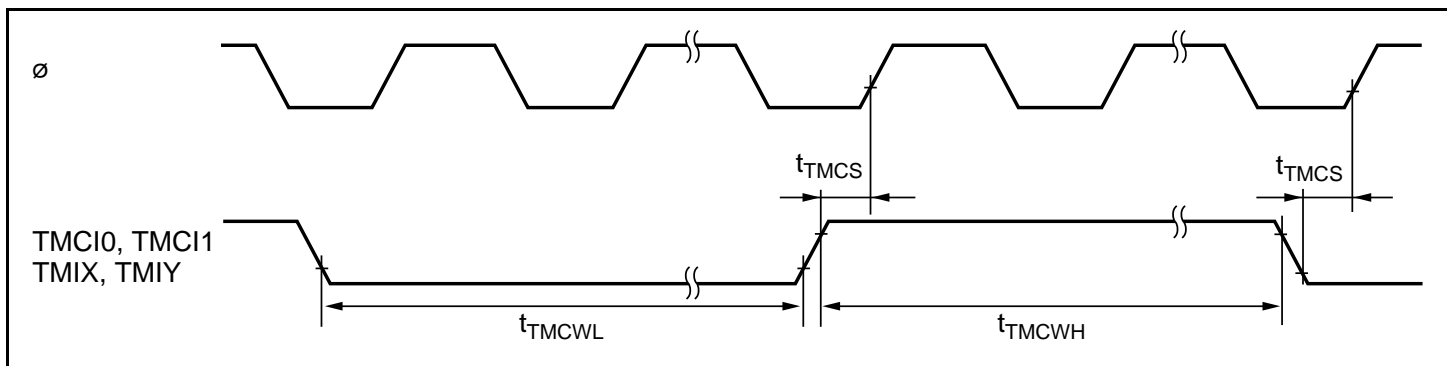 ø
tTMCS
tTMCS
TMCI0, TMCI1
TMIX, TMIY
tTMCWL
tTMCWH